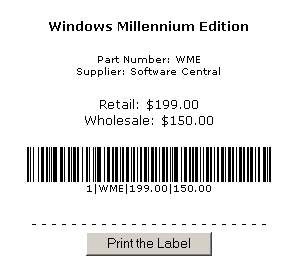 Windows Millennium Edition
Part Number: WME
Supplier: Software Central
Retail: $199.00
Wholesale: $150.00
1|WME|199.00|150.00
Print the Label